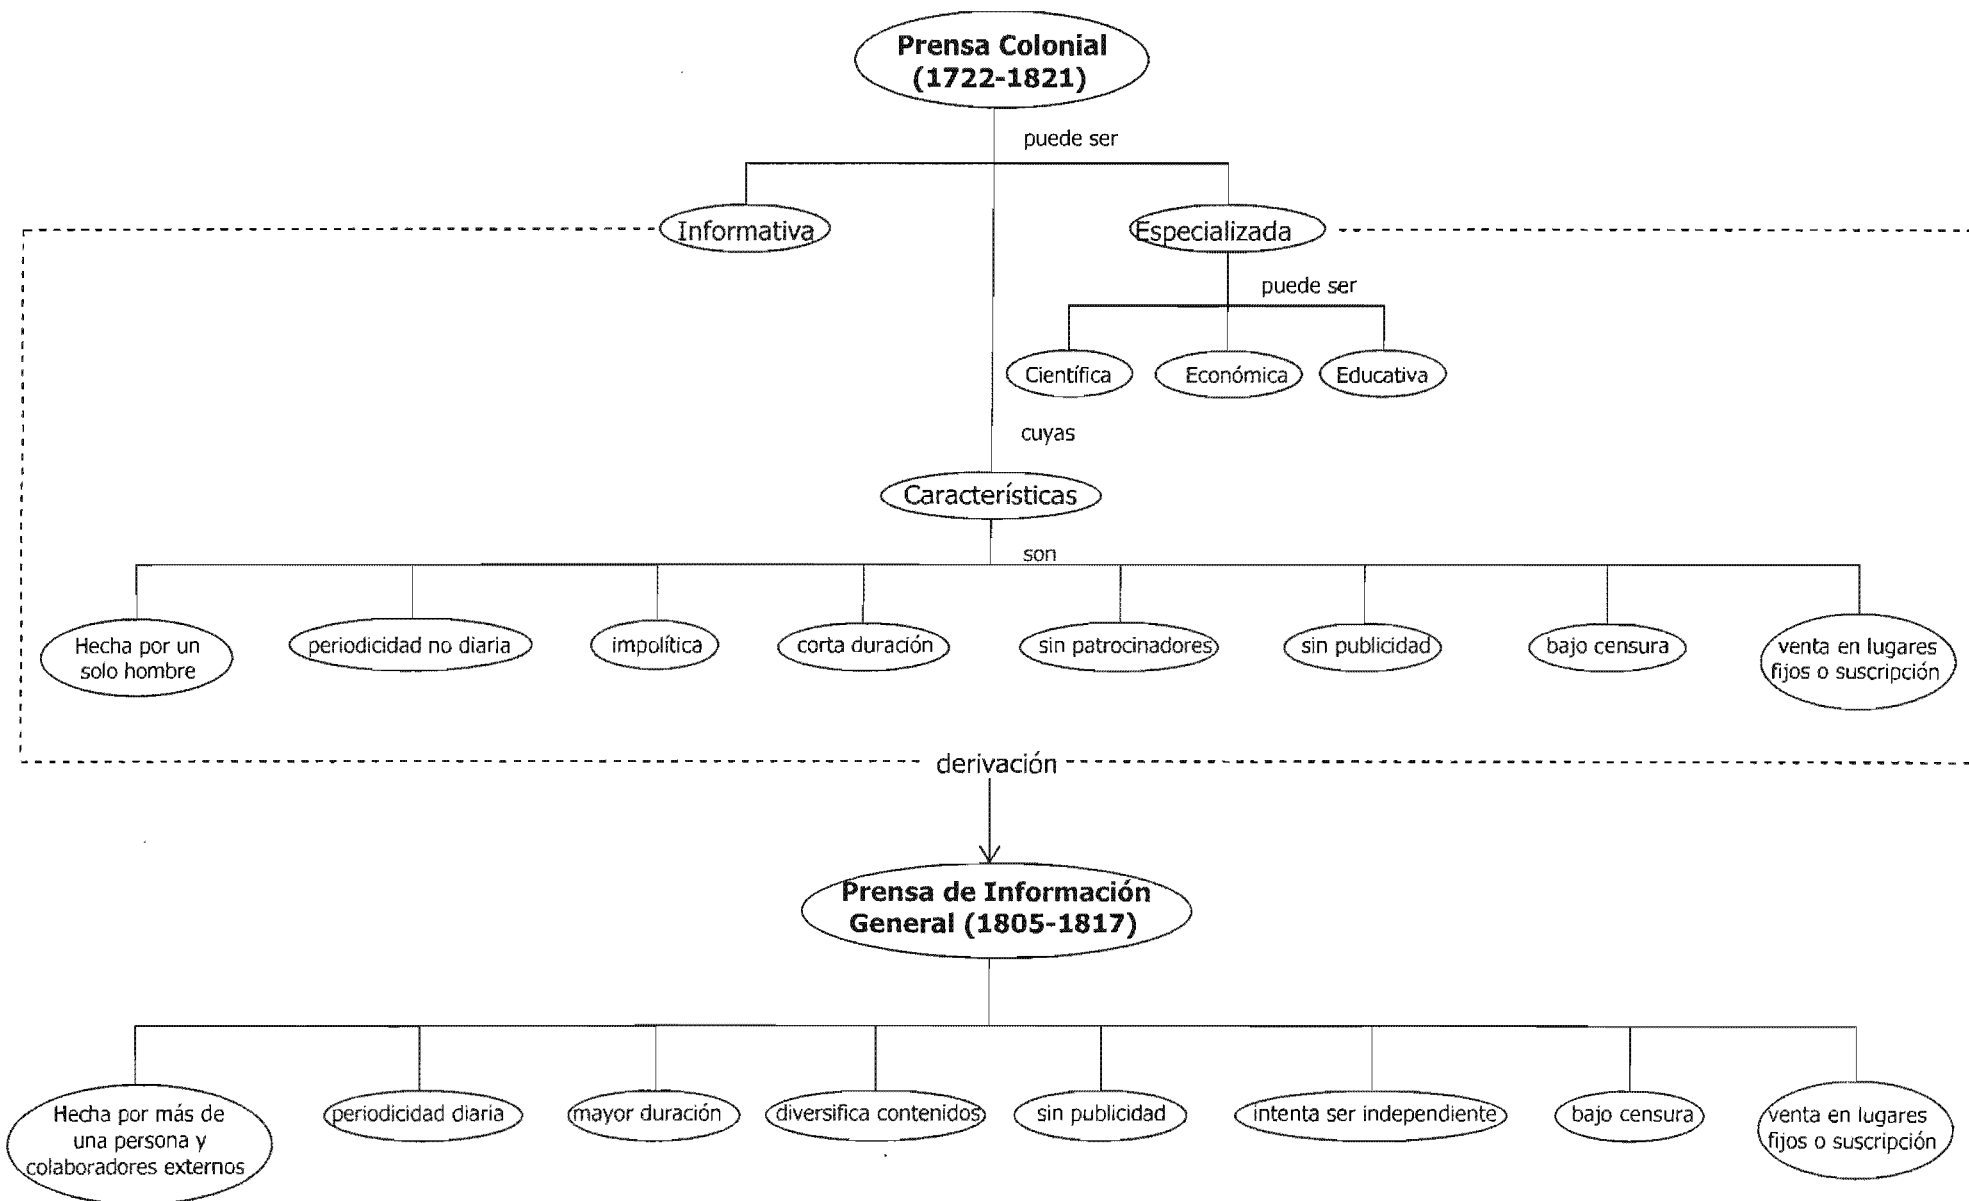 Prensa Colonial
(1722-1821)
puede ser
Informativa
Especializada
puede ser
Científica
Económica
Educativa
cuyas
Características
son
Hecha por un
solo hombre
periodicidad no diaria
impolítica
corta duración
sin patrocinadores
sin publicidad
bajo censura
venta en lugares
fijos o suscripción
derivación
Prensa de Información
General (1805-1817)
Hecha por más de
una persona y
colaboradores externos
periodicidad diaria
mayor duración
diversifica contenidos
sin publicidad
intenta ser independiente
bajo censura
venta en lugares
fijos o suscripción